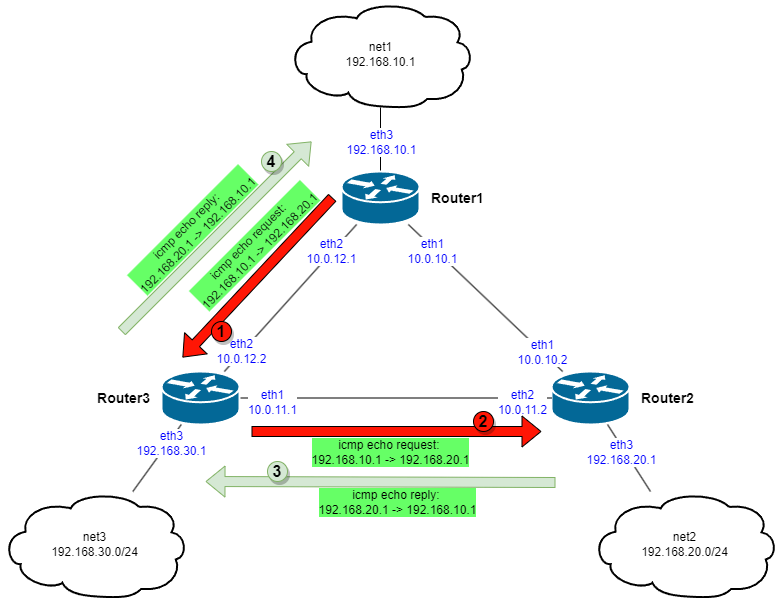 net1
192.168.10.1
eth3
192.168.10.1
Router1
4
icmp echo reply:
192.168.20.1 -> 192.168.10.1
icmp echo request:
192.168.10.1 -> 192.168.20.1
eth2
10.0.12.1
eth1
10.0.10.1
1
eth2
10.0.12.2
eth1
10.0.10.2
Router3
eth1
10.0.11.1
eth2
10.0.11.2
Router2
eth3
192.168.30.1
2
icmp echo request:
192.168.10.1 -> 192.168.20.1
eth3
192.168.20.1
3
icmp echo reply:
192.168.20.1 -> 192.168.10.1
net3
192.168.30.0/24
net2
192.168.20.0/24